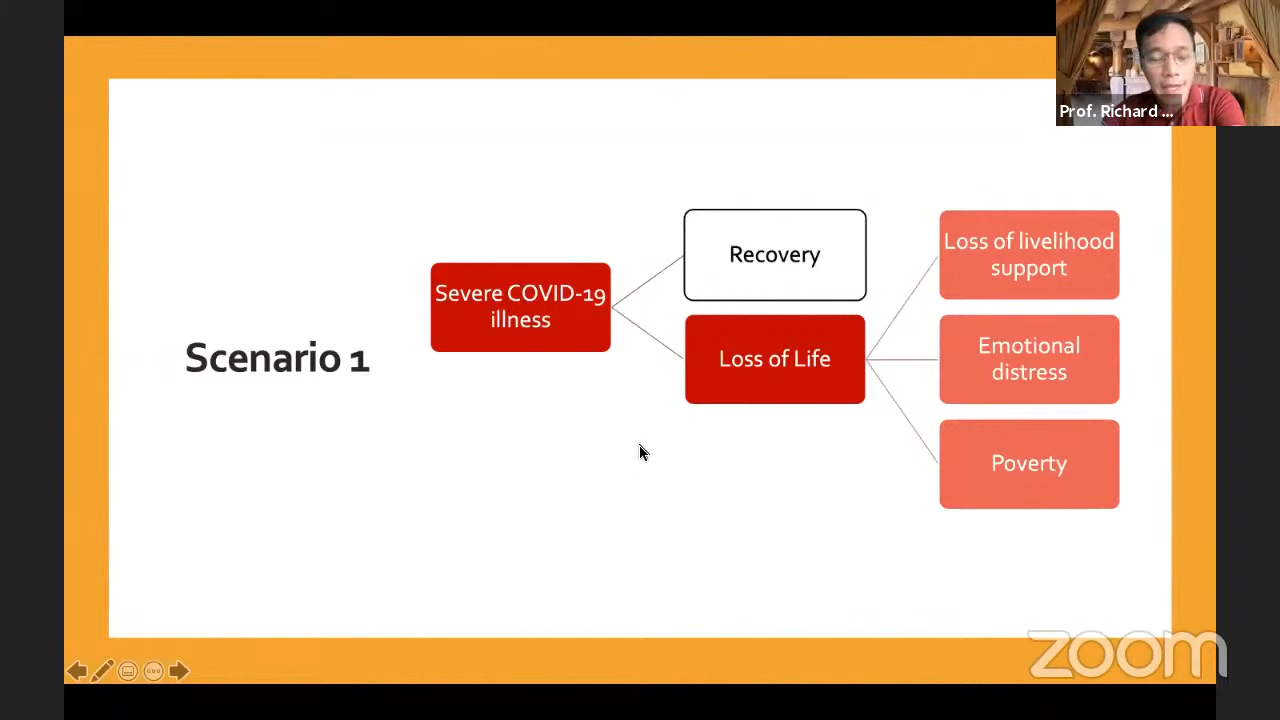 Prof. Richard ...
Scenario 1
Severe COVID-19
illness
Recovery
Loss of Life
Loss of livelihood
support
Emotional
distress
Poverty
zoom